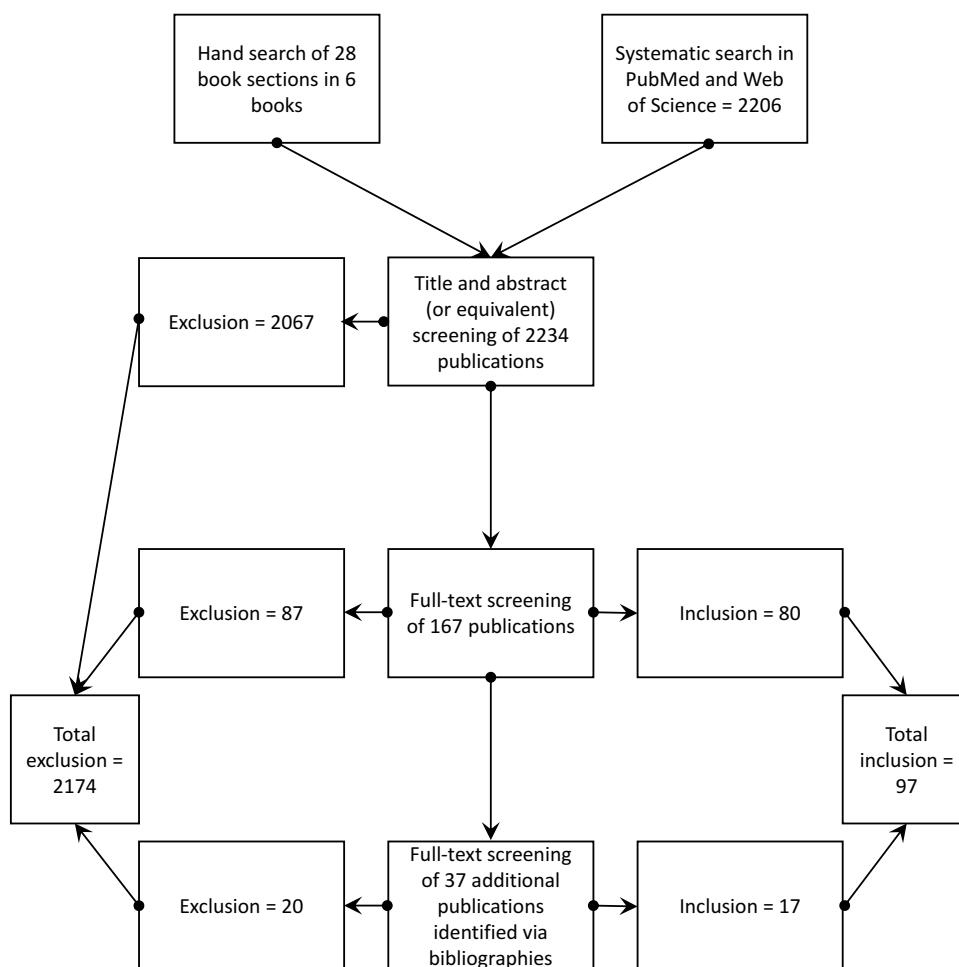 Hand search of 28
book sections in 6
books
Systematic search in
PubMed and Web
of Science = 2206
Exclusion = 2067
Title and abstract
(or equivalent)
screening of 2234
publications
Exclusion = 87
Full-text screening
of 167 publications
Inclusion = 80
Total
exclusion =
2174
Total
inclusion =
97
Exclusion = 20
Full-text screening
of 37 additional
publications
identified via
bibliographies
Inclusion = 17